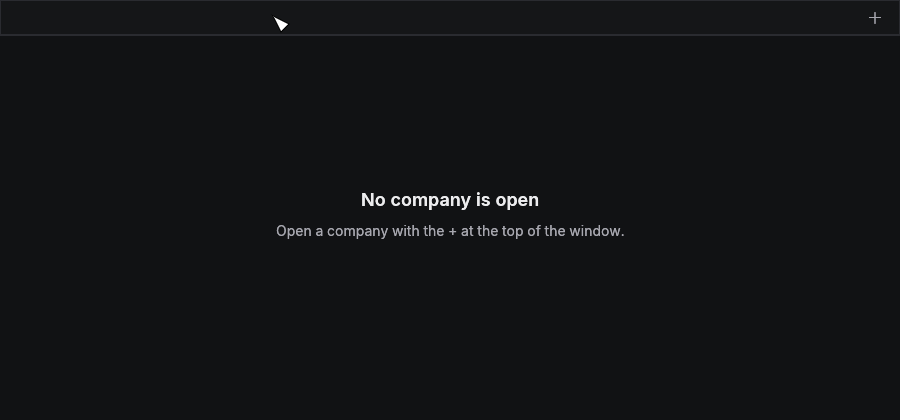 No company is open
Open a company with the + at the top of the window.